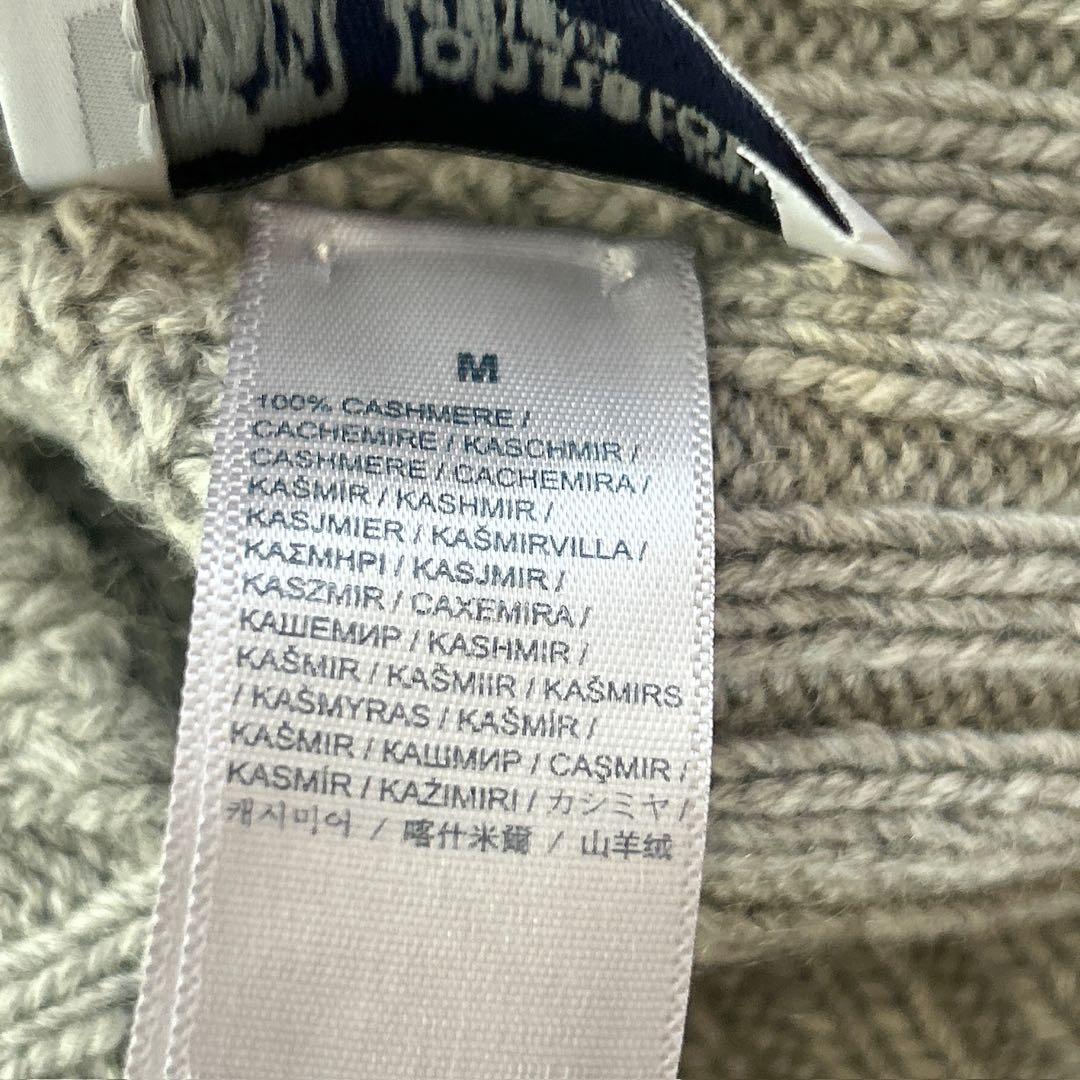 M
100% CASHMERE /
CACHEMIRE / KASCHMIR /
CASHMERE / CACHEMIRA /
KAŠMIR / KASHMIR /
KASJMIER / KAŠMIRVILLA /
ΚΑΣΜΗΡΙ / KASJMIR /
KASZMIR / CAXEMIRA /
КАШЕМИР / KASHMIR /
KAŠMIR / KAŠMIIR / KAŠMIRS
/ KAŠMYRAS / KAŠMÍR /
KAŠMIR / КАШМИР / CAŞMIR /
KASMÍR / KAŻIMIRI / カシミヤ /
캐시미어 / 喀什米爾 / 山羊绒